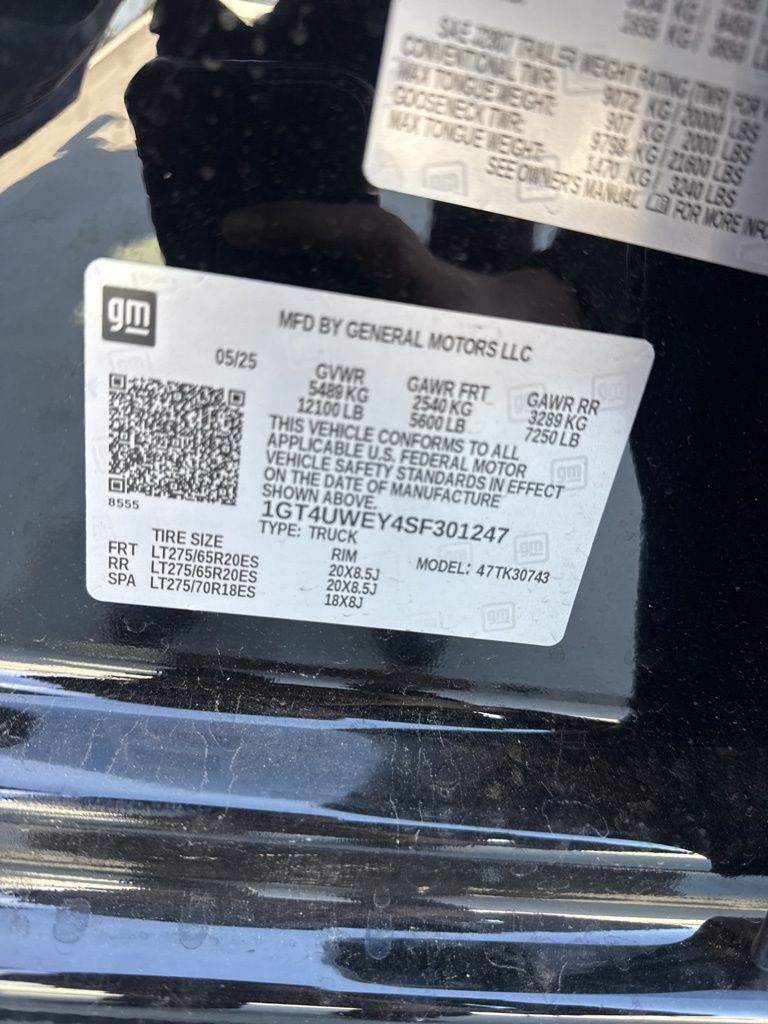 SAE J2807 TRAILER WEIGHT RATING (TWR) FOR
CONVENTIONAL TWR: 9072 KG / 20000 LBS
MAX TONGUE WEIGHT: 907 KG / 2000 LBS
GOOSENECK TWR: 9798 KG / 21600 LBS
MAX TONGUE WEIGHT: 1470 KG / 3240 LBS
SEE OWNER'S MANUAL FOR MORE INFO
gm
MFD BY GENERAL MOTORS LLC
05/25
GVWR GAWR FRT GAWR RR
5489 KG 2540 KG 3289 KG
12100 LB 5600 LB 7250 LB
THIS VEHICLE CONFORMS TO ALL
APPLICABLE U.S. FEDERAL MOTOR
VEHICLE SAFETY STANDARDS IN EFFECT
ON THE DATE OF MANUFACTURE
SHOWN ABOVE.
8555
1GT4UWEY4SF301247
TYPE: TRUCK
MODEL: 47TK30743
TIRE SIZE RIM
FRT LT275/65R20ES 20X8.5J
RR LT275/65R20ES 20X8.5J
SPA LT275/70R18ES 18X8J